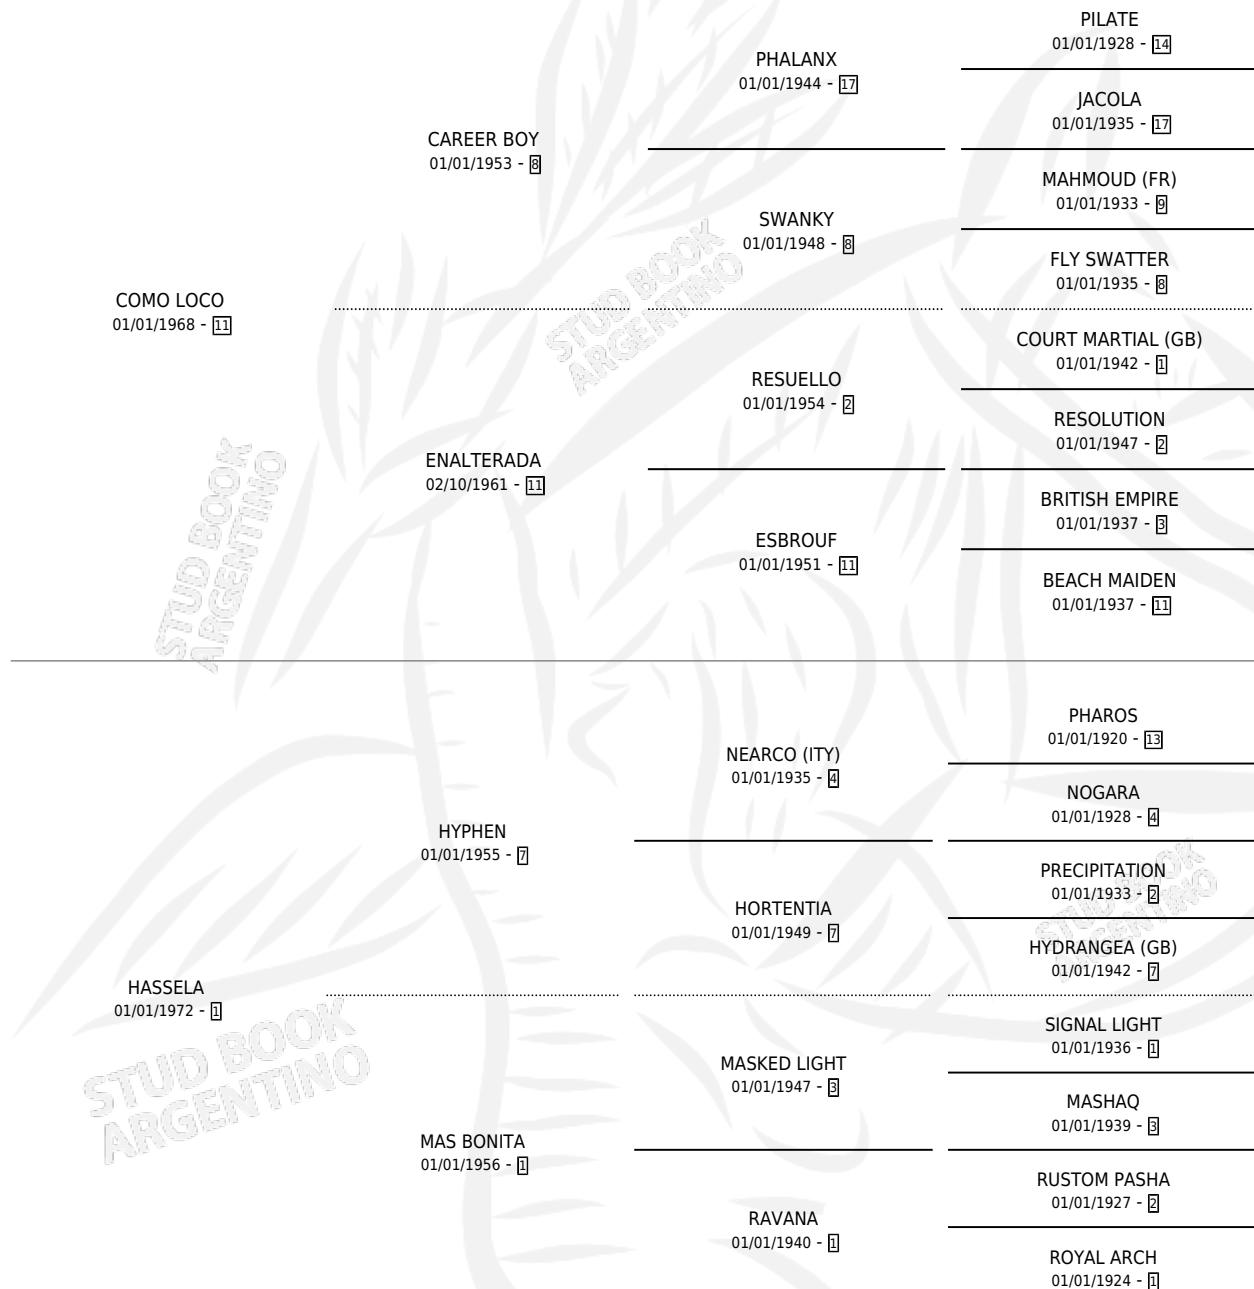 PILATE
01/01/1928 - 14
PHALANX
01/01/1944 - 17
JACOLA
01/01/1935 - 17
CAREER BOY
01/01/1953 - 8
MAHMOUD (FR)
01/01/1933 - 9
SWANKY
01/01/1948 - 8
FLY SWATTER
01/01/1935 - 8
COMO LOCO
01/01/1968 - 11
COURT MARTIAL (GB)
01/01/1942 - 1
RESUELLO
01/01/1954 - 2
RESOLUTION
01/01/1947 - 2
ENALTERADA
02/10/1961 - 11
BRITISH EMPIRE
01/01/1937 - 3
ESBROUF
01/01/1951 - 11
BEACH MAIDEN
01/01/1937 - 11
PHAROS
01/01/1920 - 13
NEARCO (ITY)
01/01/1935 - 4
NOGARA
01/01/1928 - 4
HYPHEN
01/01/1955 - 7
PRECIPITATION
01/01/1933 - 2
HORTENTIA
01/01/1949 - 7
HYDRANGEA (GB)
01/01/1942 - 7
HASSELA
01/01/1972 - 1
SIGNAL LIGHT
01/01/1936 - 1
MASKED LIGHT
01/01/1947 - 3
MASHAQ
01/01/1939 - 3
MAS BONITA
01/01/1956 - 1
RUSTOM PASHA
01/01/1927 - 2
RAVANA
01/01/1940 - 1
ROYAL ARCH
01/01/1924 - 1
STUD BOOK
ARGENTINO
STUD BOOK
ARGENTINO
STUD BOOK
ARGENTINO
STUD BOOK
ARGENTINO